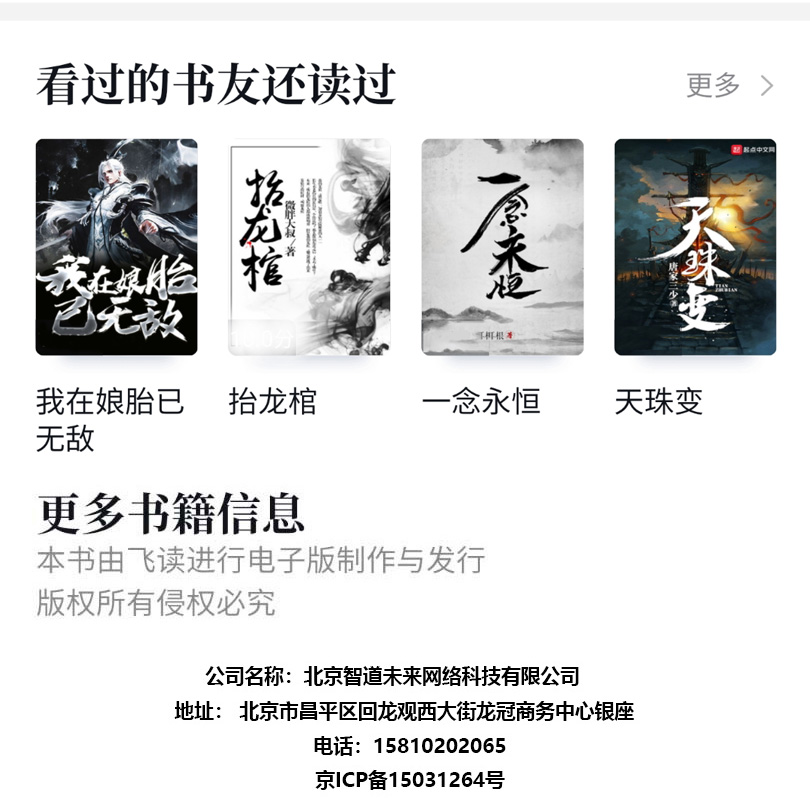 看过的书友还读过
更多
我在娘胎
已无敌
抬龙棺
微胖大叔/著
一念永恒
起点中文网
天珠变
唐家三少 著
TIAN
ZHUBIAN
我在娘胎已
无敌
抬龙棺
一念永恒
天珠变
更多书籍信息
本书由飞读进行电子版制作与发行
版权所有侵权必究
公司名称：北京智道未来网络科技有限公司
地址： 北京市昌平区回龙观西大街龙冠商务中心银座
电话：15810202065
京ICP备15031264号